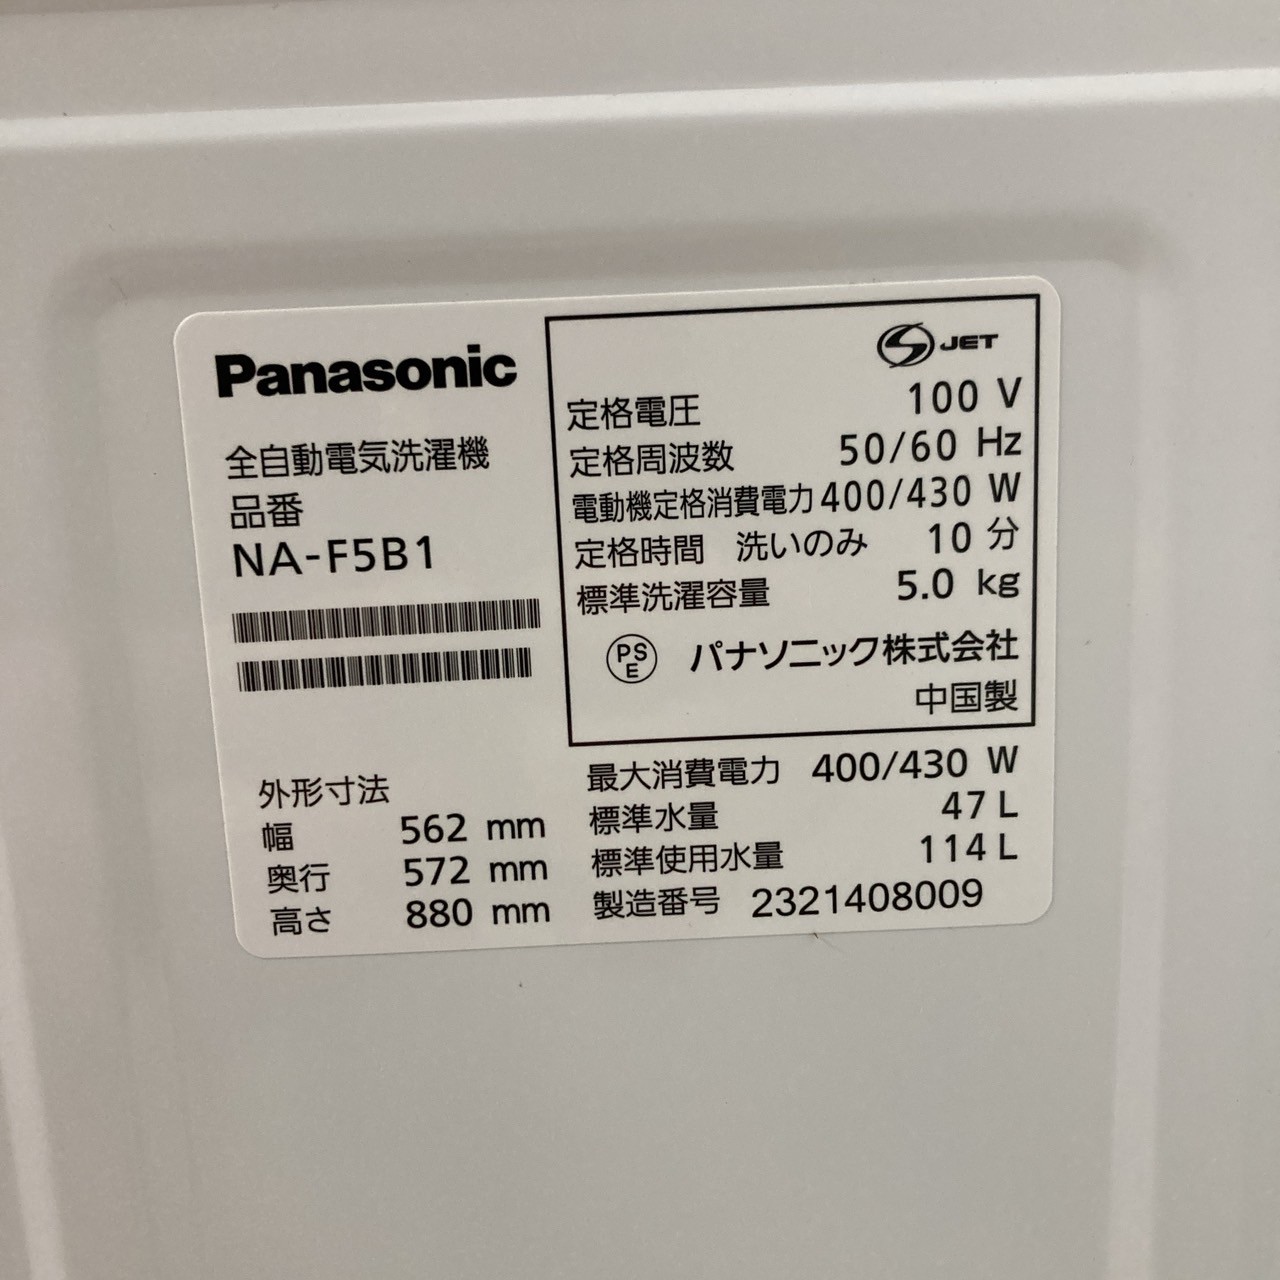 Panasonic
全自動電気洗濯機
品番
NA-F5B1
外形寸法
幅 562 mm
奥行 572 mm
高さ 880 mm
S JET
定格電圧 100 V
定格周波数 50/60 Hz
電動機定格消費電力 400/430 W
定格時間 洗いのみ 10 分
標準洗濯容量 5.0 kg
PS E パナソニック株式会社
中国製
最大消費電力 400/430 W
標準水量 47 L
標準使用水量 114 L
製造番号 2321408009